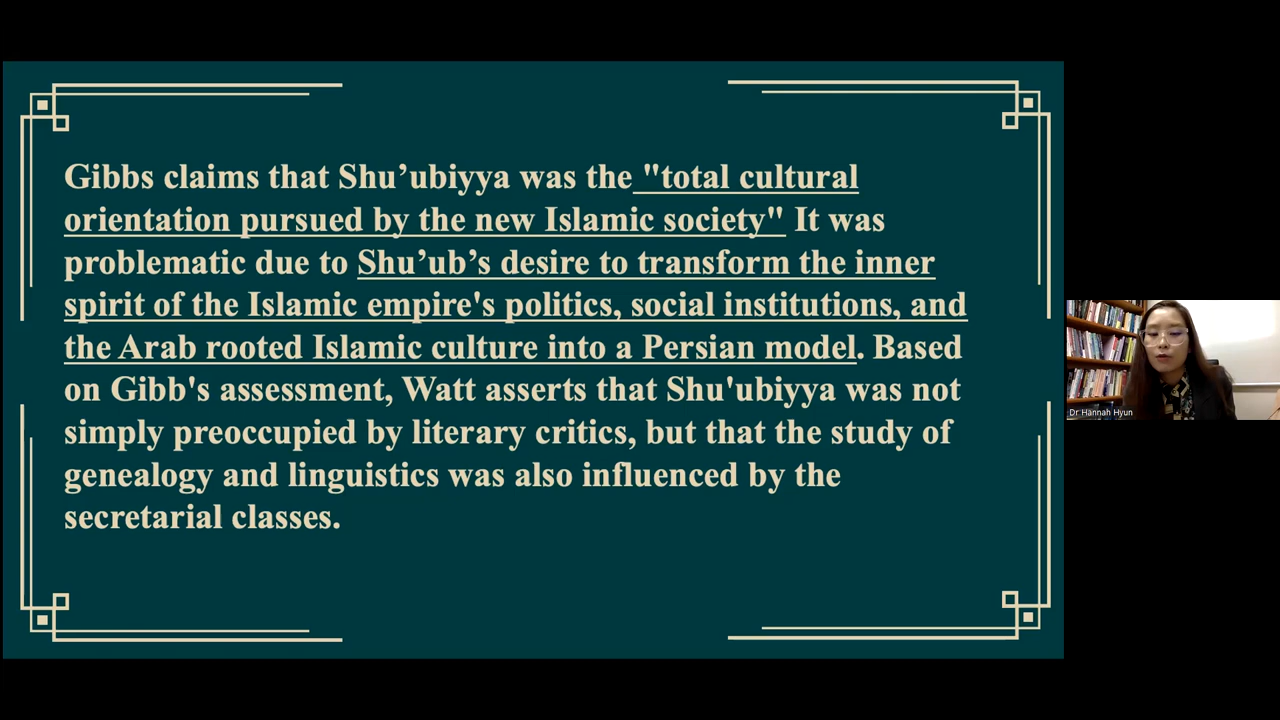 Gibbs claims that Shu’ubiyya was the "total cultural
orientation pursued by the new Islamic society" It was
problematic due to Shu’ub’s desire to transform the inner
spirit of the Islamic empire's politics, social institutions, and
the Arab rooted Islamic culture into a Persian model. Based
on Gibb's assessment, Watt asserts that Shu'ubiyya was not
simply preoccupied by literary critics, but that the study of
genealogy and linguistics was also influenced by the
secretarial classes.
Dr Hannah Hyun